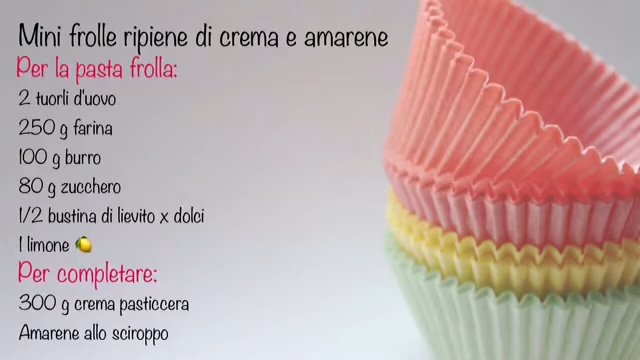 Mini frolle ripiene di crema e amarene
Per la pasta frolla:
2 tuorli d'uovo
250 g farina
100 g burro
80 g zucchero
1/2 bustina di lievito x dolci
1 limone 🍋
Per completare:
300 g crema pasticcera
Amarene allo sciroppo